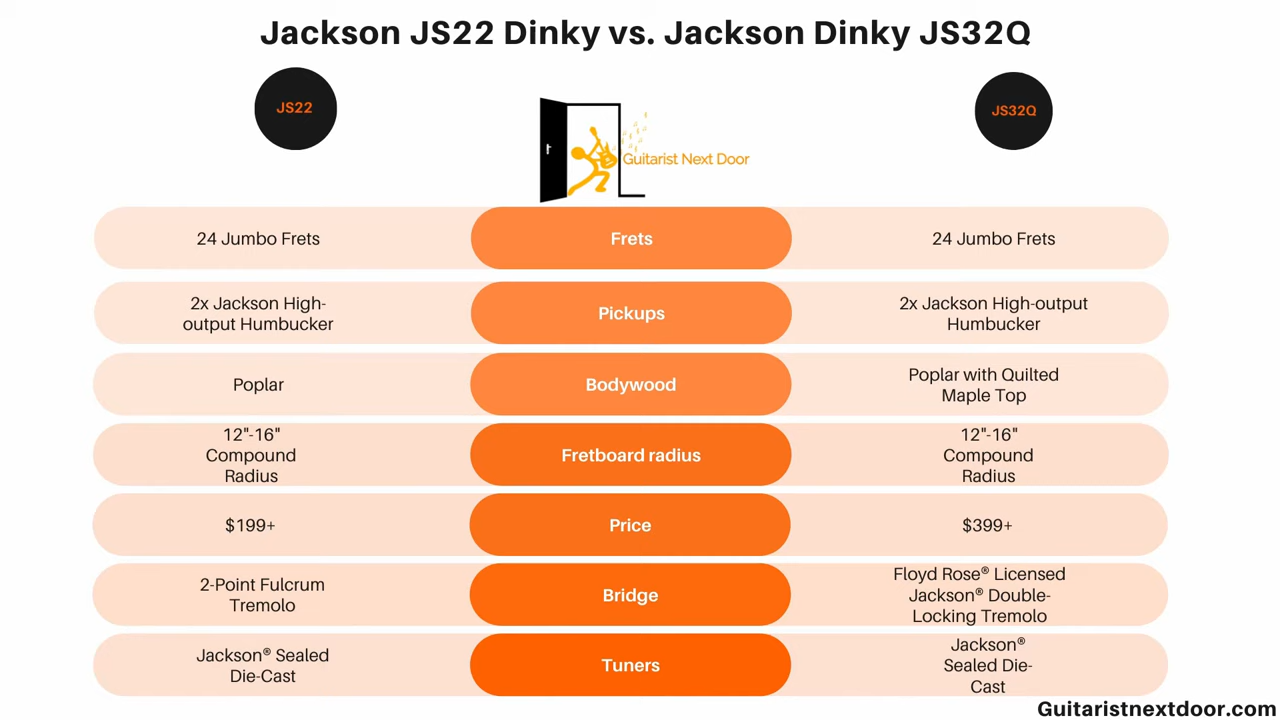 Jackson JS22 Dinky vs. Jackson Dinky JS32Q
JS22
JS32Q
Guitarist Next Door
24 Jumbo Frets
Frets
24 Jumbo Frets
2x Jackson High-
output Humbucker
Pickups
2x Jackson High-output
Humbucker
Poplar
Bodywood
Poplar with Quilted
Maple Top
12"-16"
Compound
Radius
Fretboard radius
12"-16"
Compound
Radius
$199+
Price
$399+
2-Point Fulcrum
Tremolo
Bridge
Floyd Rose® Licensed
Jackson® Double-
Locking Tremolo
Jackson® Sealed
Die-Cast
Tuners
Jackson®
Sealed Die-
Cast
Guitaristnextdoor.com